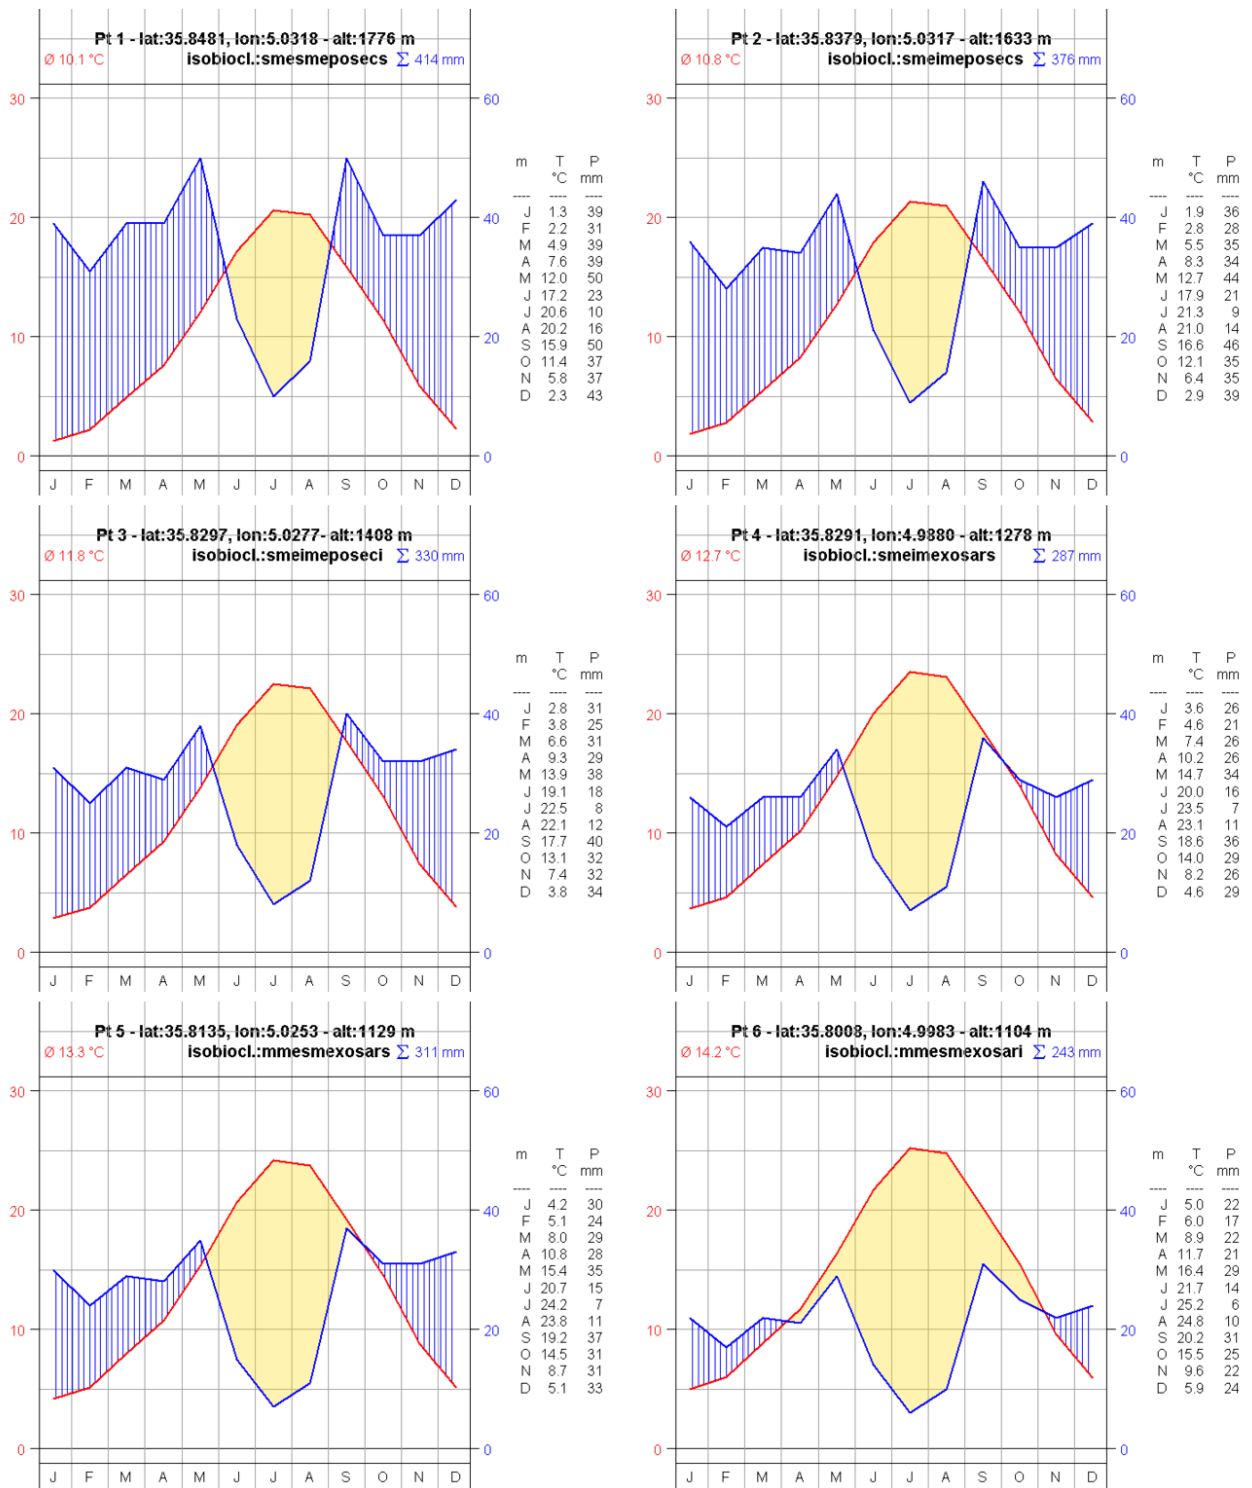 Pt 1 - lat:35.8481, lon:5.0318 - alt:1776 m
Ø 10.1 °C isobiocl.:smesmeposecs Σ 414 mm
30 60
20 40
10 20
0 0
J F M A M J J A S O N D
m T P
°C mm
---- ---- ----
J 1.3 39
F 2.2 31
M 4.9 39
A 7.6 39
M 12.0 50
J 17.2 23
J 20.6 10
A 20.2 16
S 15.9 50
O 11.4 37
N 5.8 37
D 2.3 43
Pt 2 - lat:35.8379, lon:5.0317 - alt:1633 m
Ø 10.8 °C isobiocl.:smeimeposecs Σ 376 mm
30 60
20 40
10 20
0 0
J F M A M J J A S O N D
m T P
°C mm
---- ---- ----
J 1.9 36
F 2.8 28
M 5.5 35
A 8.3 34
M 12.7 44
J 17.9 21
J 21.3 9
A 21.0 14
S 16.6 46
O 12.1 35
N 6.4 35
D 2.9 39
Pt 3 - lat:35.8297, lon:5.0277- alt:1408 m
Ø 11.8 °C isobiocl.:smeimeposeci Σ 330 mm
30 60
20 40
10 20
0 0
J F M A M J J A S O N D
m T P
°C mm
---- ---- ----
J 2.8 31
F 3.8 25
M 6.6 31
A 9.3 29
M 13.9 38
J 19.1 18
J 22.5 8
A 22.1 12
S 17.7 40
O 13.1 32
N 7.4 32
D 3.8 34
Pt 4 - lat:35.8291, lon:4.9880 - alt:1278 m
Ø 12.7 °C isobiocl.:smeimexosars Σ 287 mm
30 60
20 40
10 20
0 0
J F M A M J J A S O N D
m T P
°C mm
---- ---- ----
J 3.6 26
F 4.6 21
M 7.4 26
A 10.2 26
M 14.7 34
J 20.0 16
J 23.5 7
A 23.1 11
S 18.6 36
O 14.0 29
N 8.2 26
D 4.6 29
Pt 5 - lat:35.8135, lon:5.0253 - alt:1129 m
Ø 13.3 °C isobiocl.:mmesmexosars Σ 311 mm
30 60
20 40
10 20
0 0
J F M A M J J A S O N D
m T P
°C mm
---- ---- ----
J 4.2 30
F 5.1 24
M 8.0 29
A 10.8 28
M 15.4 35
J 20.7 15
J 24.2 7
A 23.8 11
S 19.2 37
O 14.5 31
N 8.7 31
D 5.1 33
Pt 6 - lat:35.8008, lon:4.9983 - alt:1104 m
Ø 14.2 °C isobiocl.:mmesmexosari Σ 243 mm
30 60
20 40
10 20
0 0
J F M A M J J A S O N D
m T P
°C mm
---- ---- ----
J 5.0 22
F 6.0 17
M 8.9 22
A 11.7 21
M 16.4 29
J 21.7 14
J 25.2 6
A 24.8 10
S 20.2 31
O 15.5 25
N 9.6 22
D 5.9 24